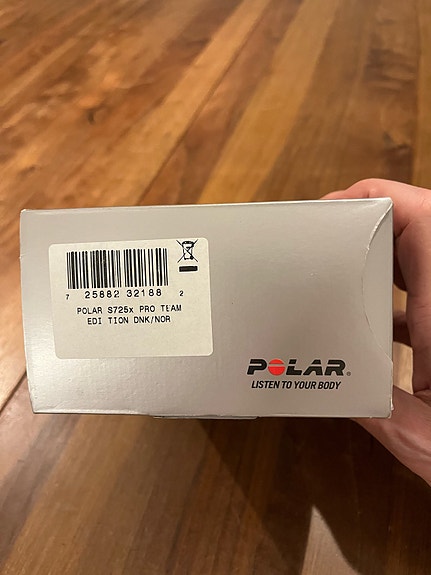 7 25882 32188 2
POLAR S725x PRO TEAM
EDI TION DNK/NOR
POLAR®
LISTEN TO YOUR BODY